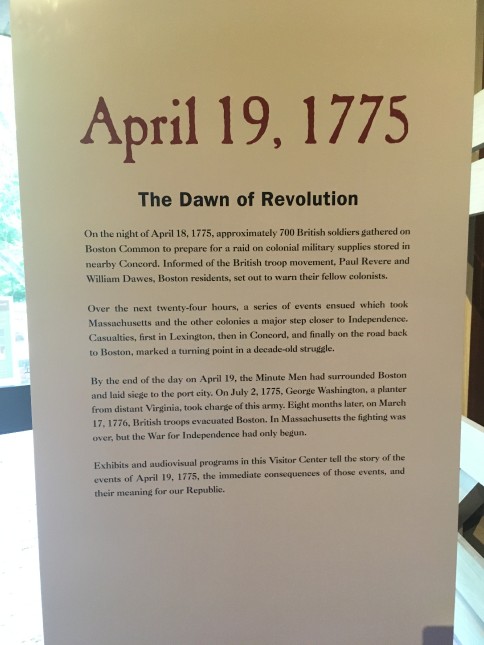 April 19, 1775
The Dawn of Revolution
On the night of April 18, 1775, approximately 700 British soldiers gathered on
Boston Common to prepare for a raid on colonial military supplies stored in
nearby Concord. Informed of the British troop movement, Paul Revere and
William Dawes, Boston residents, set out to warn their fellow colonists.
Over the next twenty-four hours, a series of events ensued which took
Massachusetts and the other colonies a major step closer to Independence.
Casualties, first in Lexington, then in Concord, and finally on the road back
to Boston, marked a turning point in a decade-old struggle.
By the end of the day on April 19, the Minute Men had surrounded Boston
and laid siege to the port city. On July 2, 1775, George Washington, a planter
from distant Virginia, took charge of this army. Eight months later, on March
17, 1776, British troops evacuated Boston. In Massachusetts the fighting was
over, but the War for Independence had only begun.
Exhibits and audiovisual programs in this Visitor Center tell the story of the
events of April 19, 1775, the immediate consequences of those events, and
their meaning for our Republic.